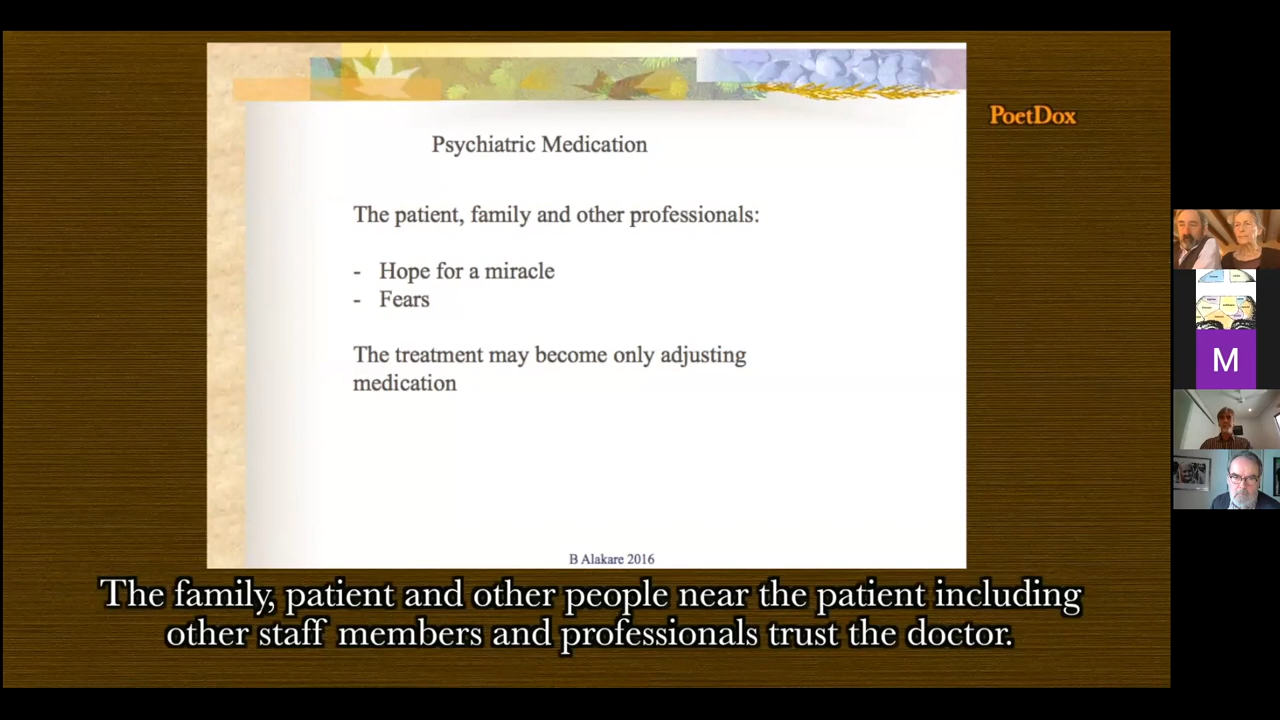 Psychiatric Medication
PoetDox
The patient, family and other professionals:
- Hope for a miracle
- Fears
The treatment may become only adjusting
medication
M
B Alakare 2016
The family, patient and other people near the patient including
other staff members and professionals trust the doctor.